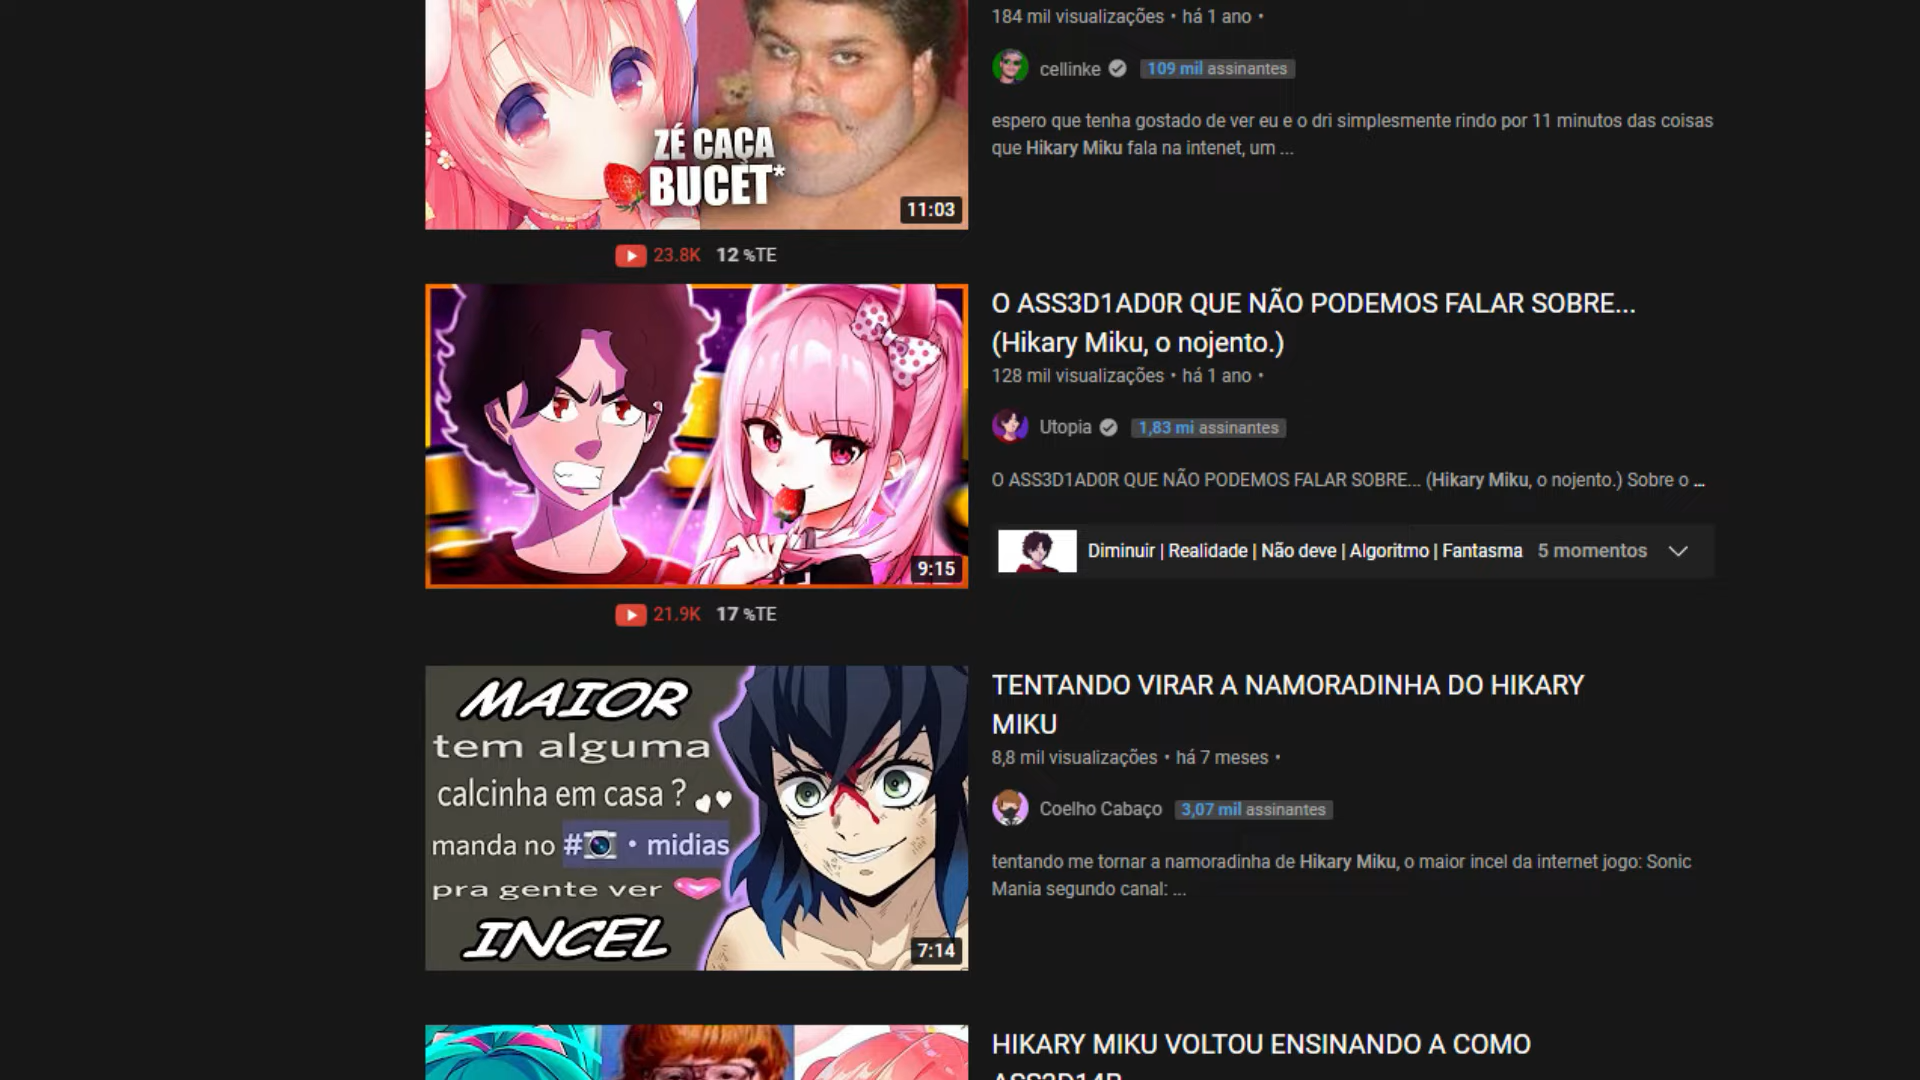 184 mil visualizações • há 1 ano •
cellinke
109 mil assinantes
espero que tenha gostado de ver eu e o dri simplesmente rindo por 11 minutos das coisas
que Hikary Miku fala na intenet, um ...
ZÉ CAÇA
BUCET*
11:03
23.8K 12 %TE
O ASS3D1AD0R QUE NÃO PODEMOS FALAR SOBRE...
(Hikary Miku, o nojento.)
128 mil visualizações • há 1 ano •
Utopia
1,83 mi assinantes
O ASS3D1AD0R QUE NÃO PODEMOS FALAR SOBRE... (Hikary Miku, o nojento.) Sobre o ...
Diminuir | Realidade | Não deve | Algoritmo | Fantasma 5 momentos
9:15
21.9K 17 %TE
MAIOR
tem alguma
calcinha em casa ?
manda no # • midias
pra gente ver
INCEL
7:14
TENTANDO VIRAR A NAMORADINHA DO HIKARY
MIKU
8,8 mil visualizações • há 7 meses •
Coelho Cabaço
3,07 mil assinantes
tentando me tornar a namoradinha de Hikary Miku, o maior incel da internet jogo: Sonic
Mania segundo canal: ...
HIKARY MIKU VOLTOU ENSINANDO A COMO